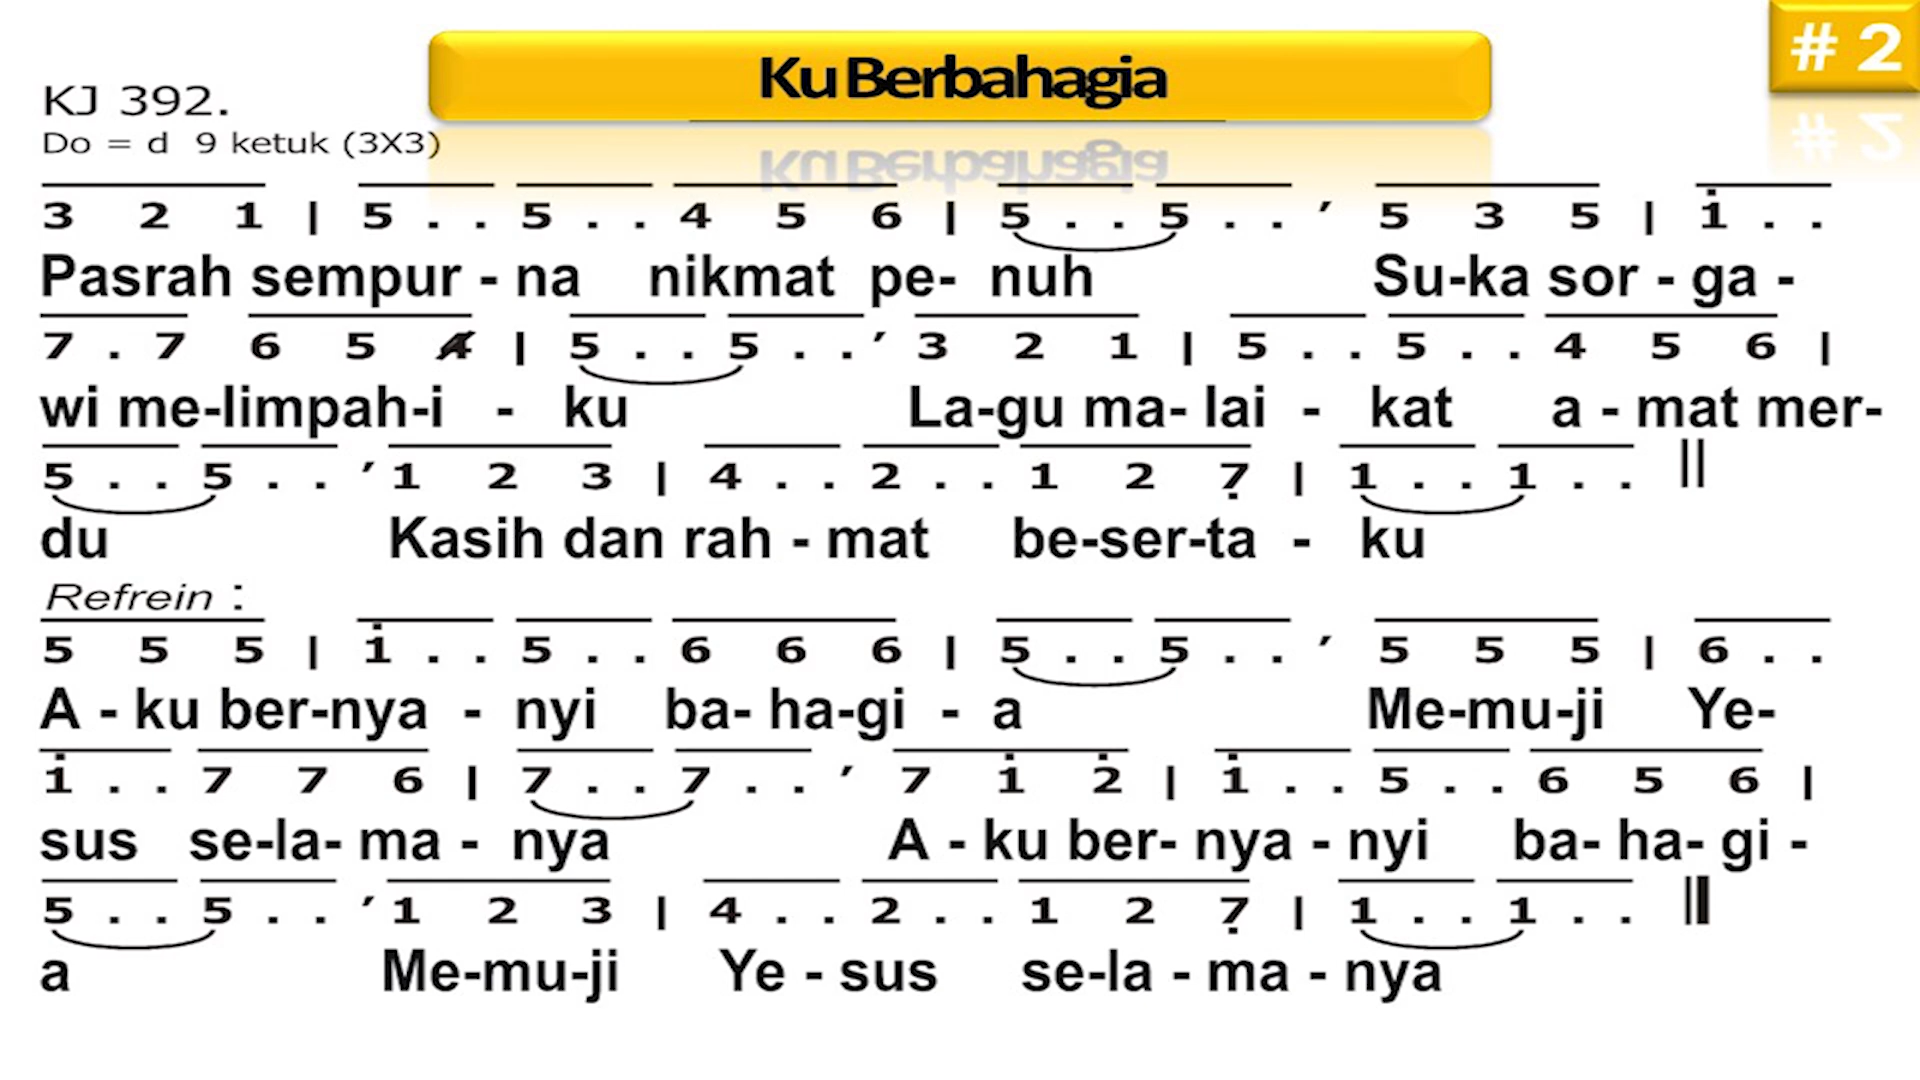 # 2
Ku Berbahagia
KJ 392.
Do = d 9 ketuk (3X3)
3 2 1 | 5 . . 5 . . 4 5 6 | 5 . . 5 . . ’ 5 3 5 | i . .
Pasrah sempur - na nikmat pe- nuh Su-ka sor - ga -
7 . 7 6 5 4̸ | 5 . . 5 . . ’ 3 2 1 | 5 . . 5 . . 4 5 6 |
wi me-limpah-i - ku La-gu ma- lai - kat a - mat mer-
5 . . 5 . . ’ 1 2 3 | 4 . . 2 . . 1 2 7̣ | 1 . . 1 . . ||
du Kasih dan rah - mat be-ser-ta - ku
Refrein :
5 5 5 | i . . 5 . . 6 6 6 | 5 . . 5 . . ’ 5 5 5 | 6 . .
A - ku ber-nya - nyi ba- ha-gi - a Me-mu-ji Ye-
i . . 7 7 6 | 7 . . 7 . . ’ 7 i 2̇ | i . . 5 . . 6 5 6 |
sus se-la- ma - nya A - ku ber- nya - nyi ba- ha- gi -
5 . . 5 . . ’ 1 2 3 | 4 . . 2 . . 1 2 7̣ | 1 . . 1 . . ||
a Me-mu-ji Ye - sus se-la - ma - nya